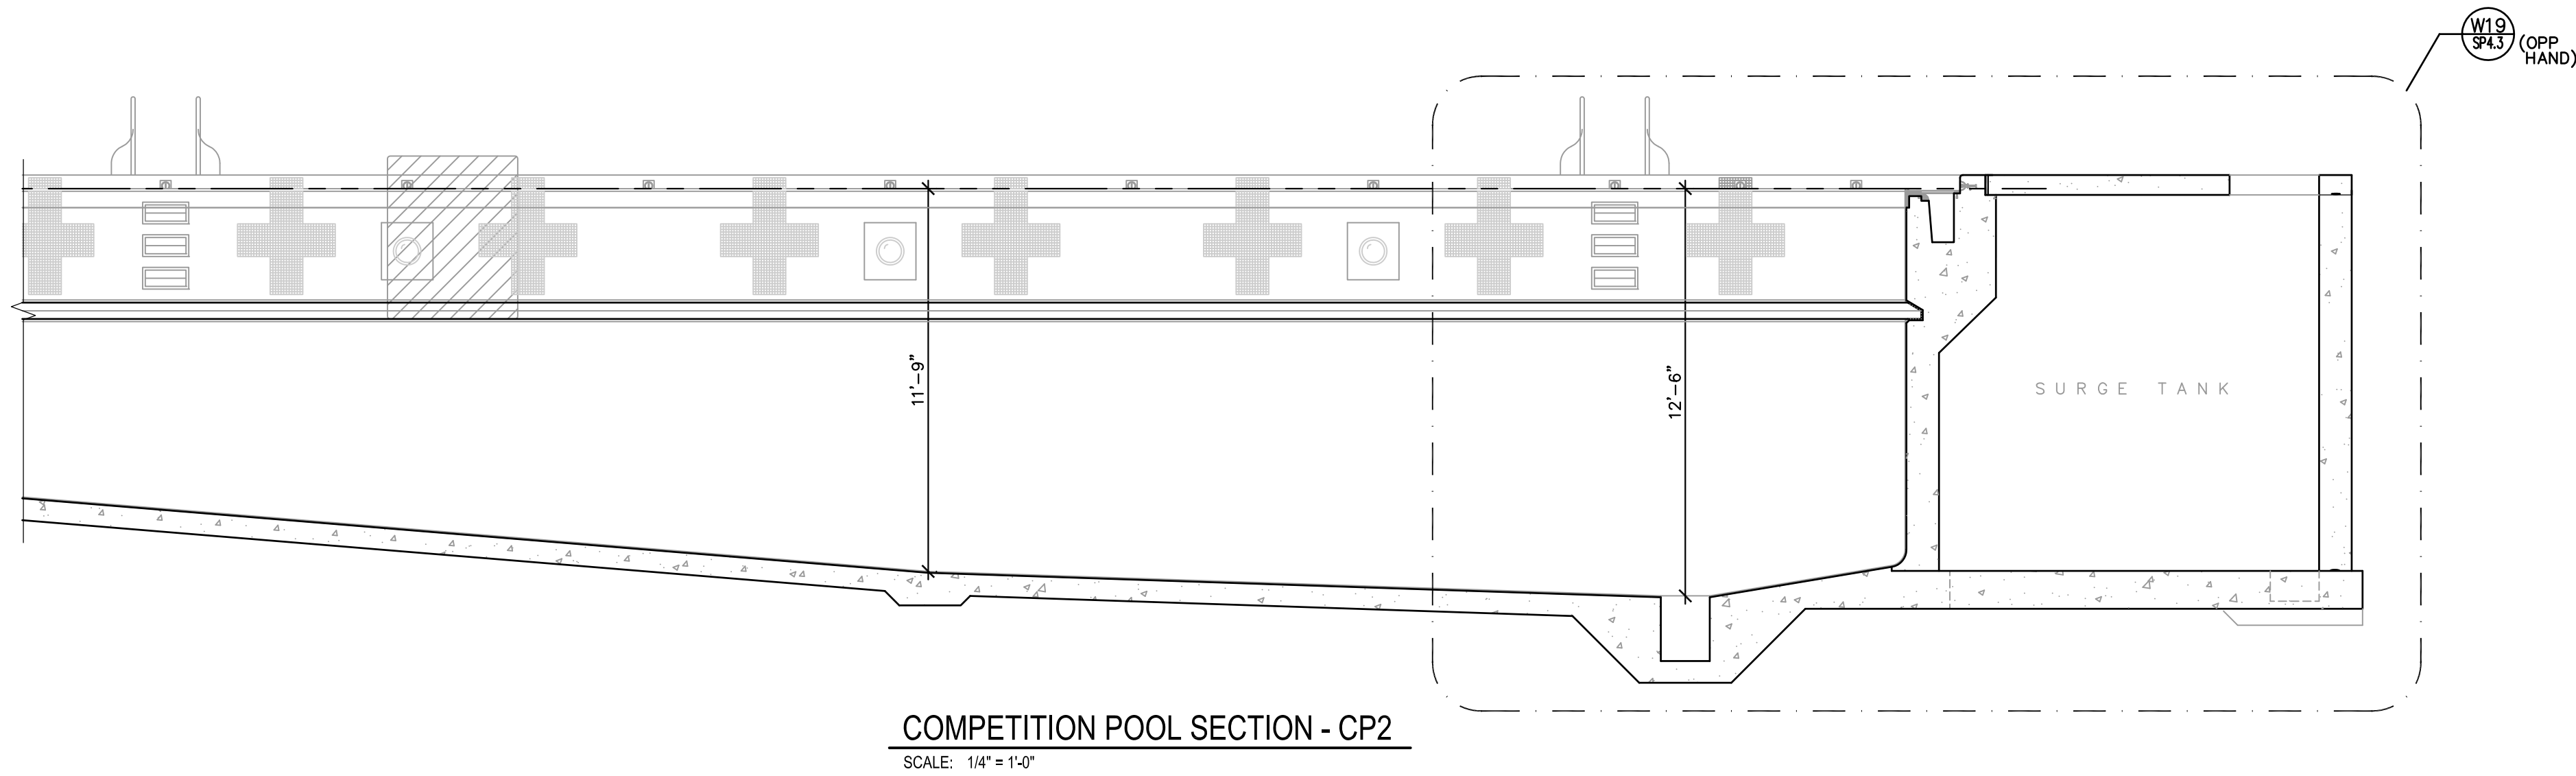 W19
SP4.3
(OPP
HAND)
11'-9"
12'-6"
SURGE TANK
COMPETITION POOL SECTION - CP2
SCALE: 1/4" = 1'-0"